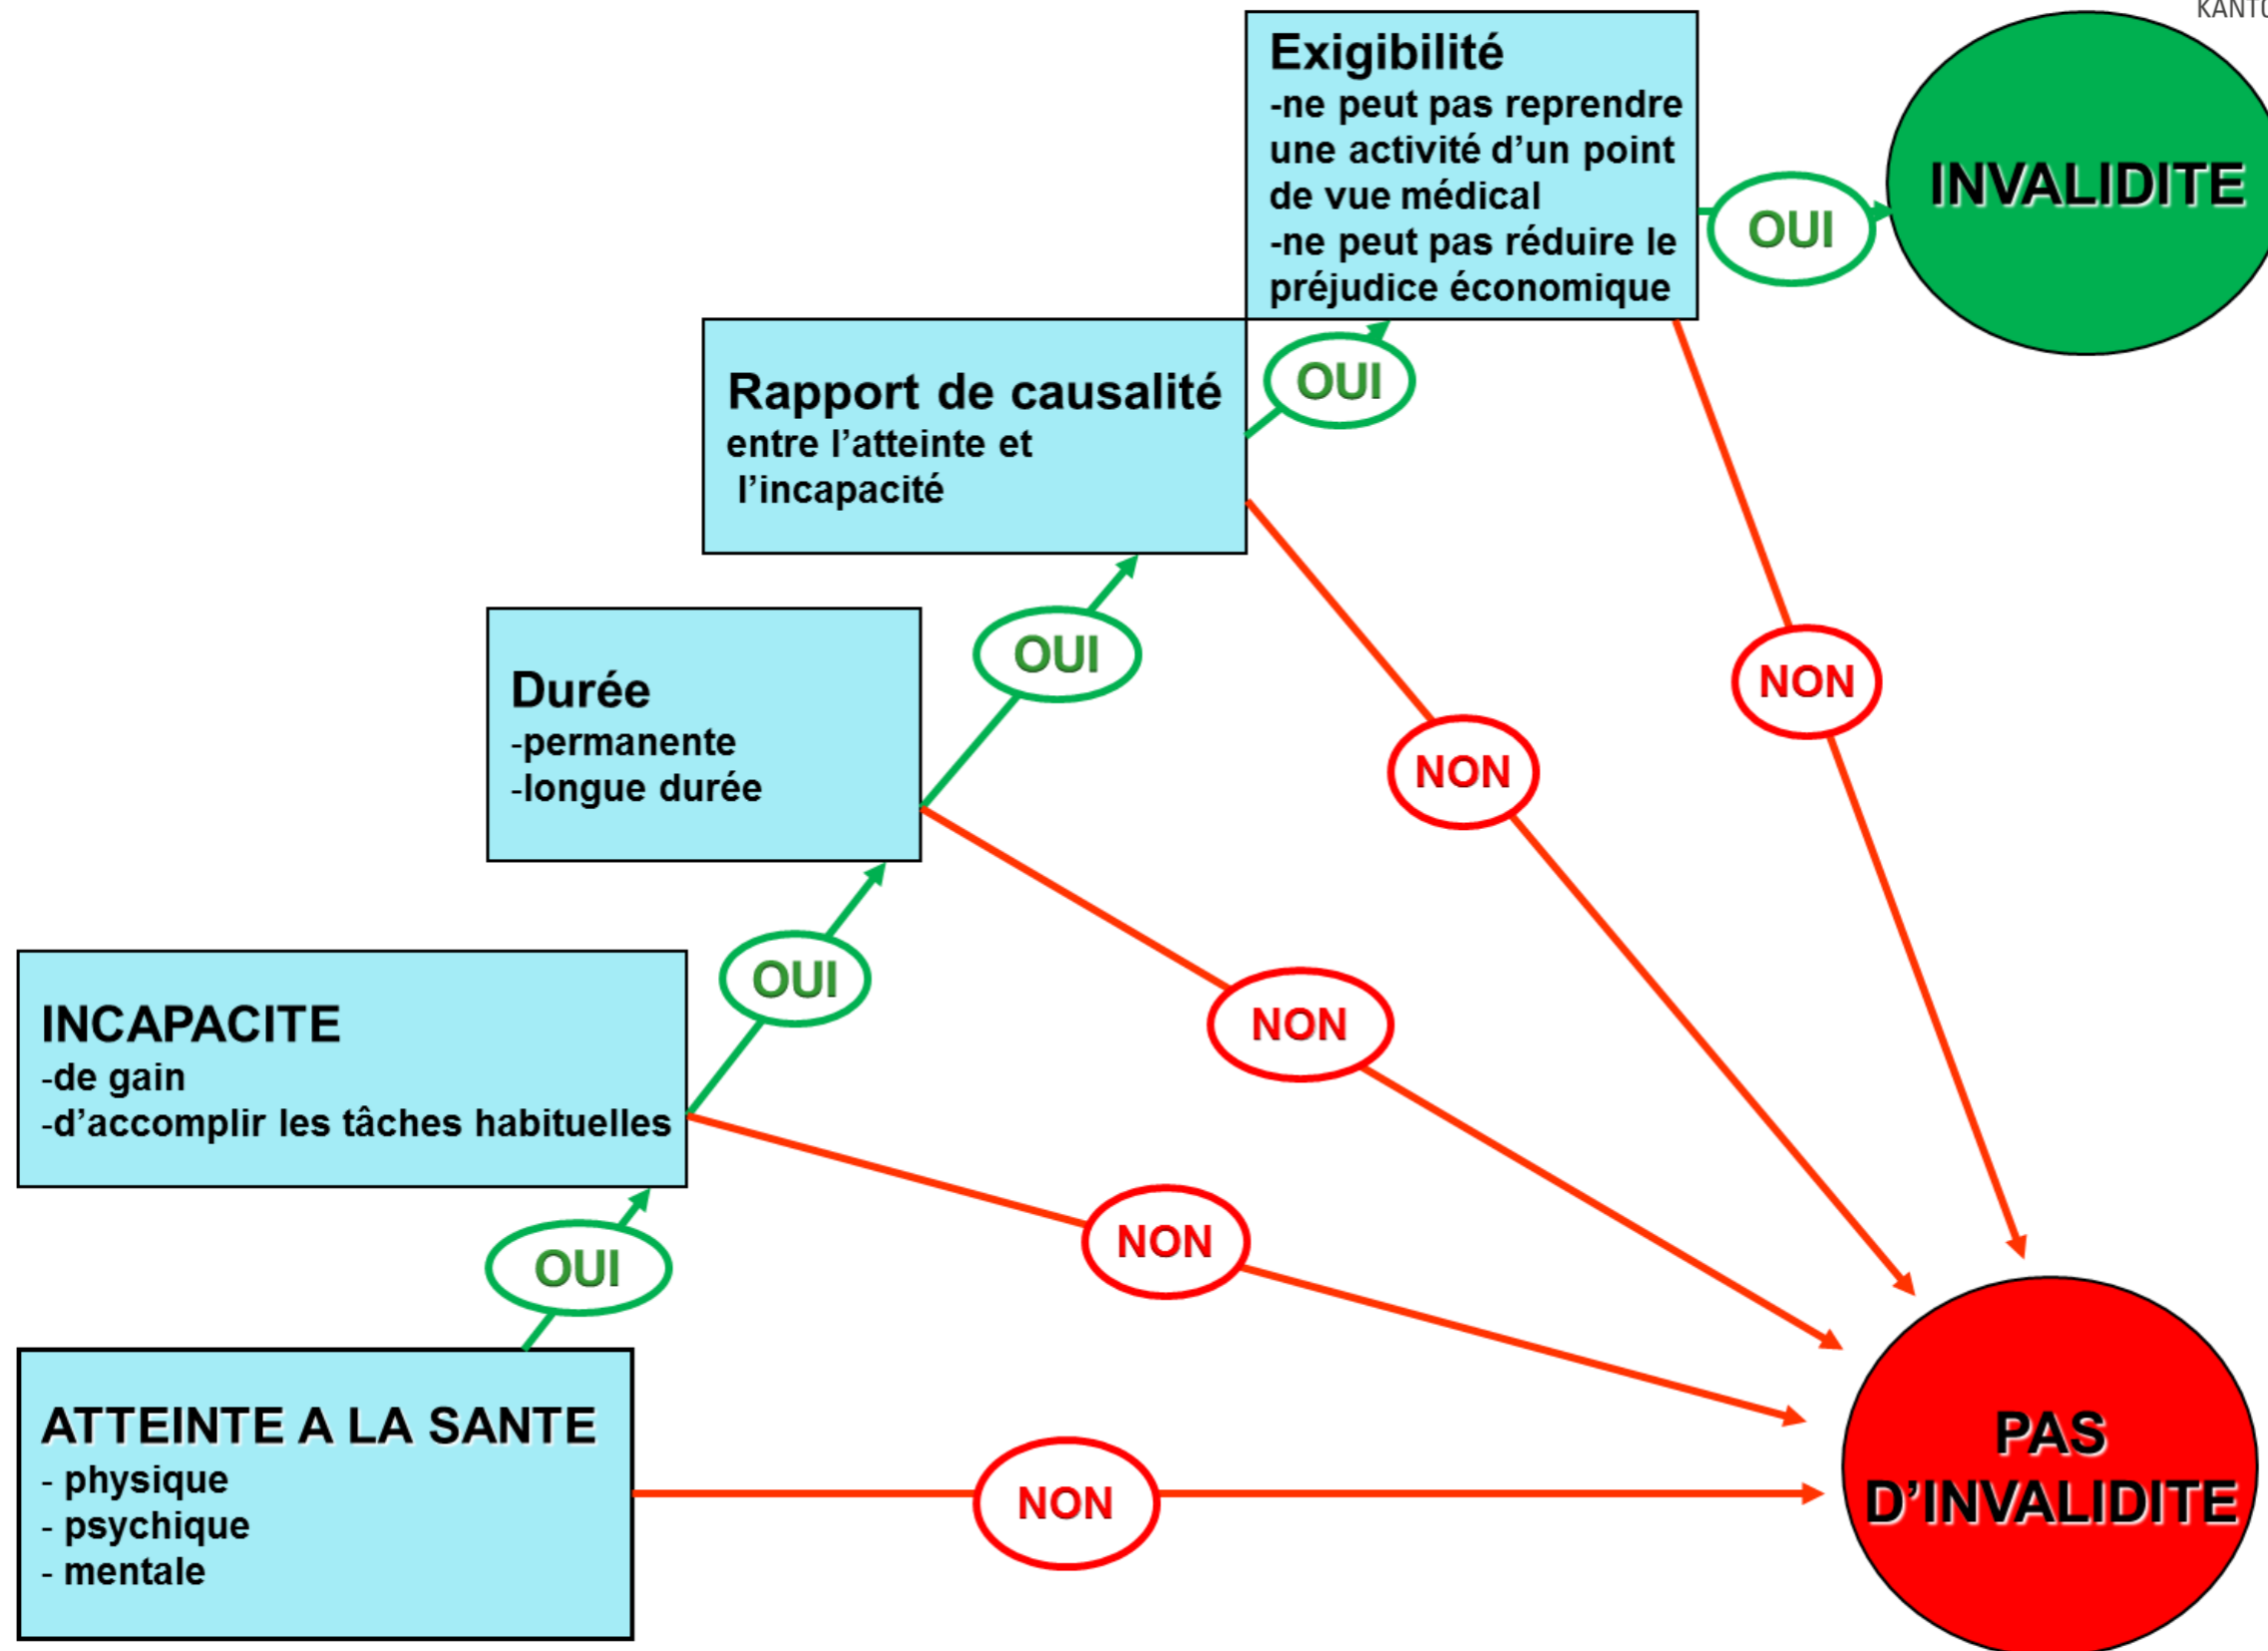 KANTO
Exigibilité
-ne peut pas reprendre
une activité d'un point
de vue médical
-ne peut pas réduire le
préjudice économique
OUI
INVALIDITE
Rapport de causalité
entre l'atteinte et
l'incapacité
OUI
Durée
-permanente
-longue durée
OUI
NON
NON
INCAPACITE
-de gain
-d'accomplir les tâches habituelles
OUI
NON
NON
ATTEINTE A LA SANTE
- physique
- psychique
- mentale
OUI
NON
PAS
D'INVALIDITE